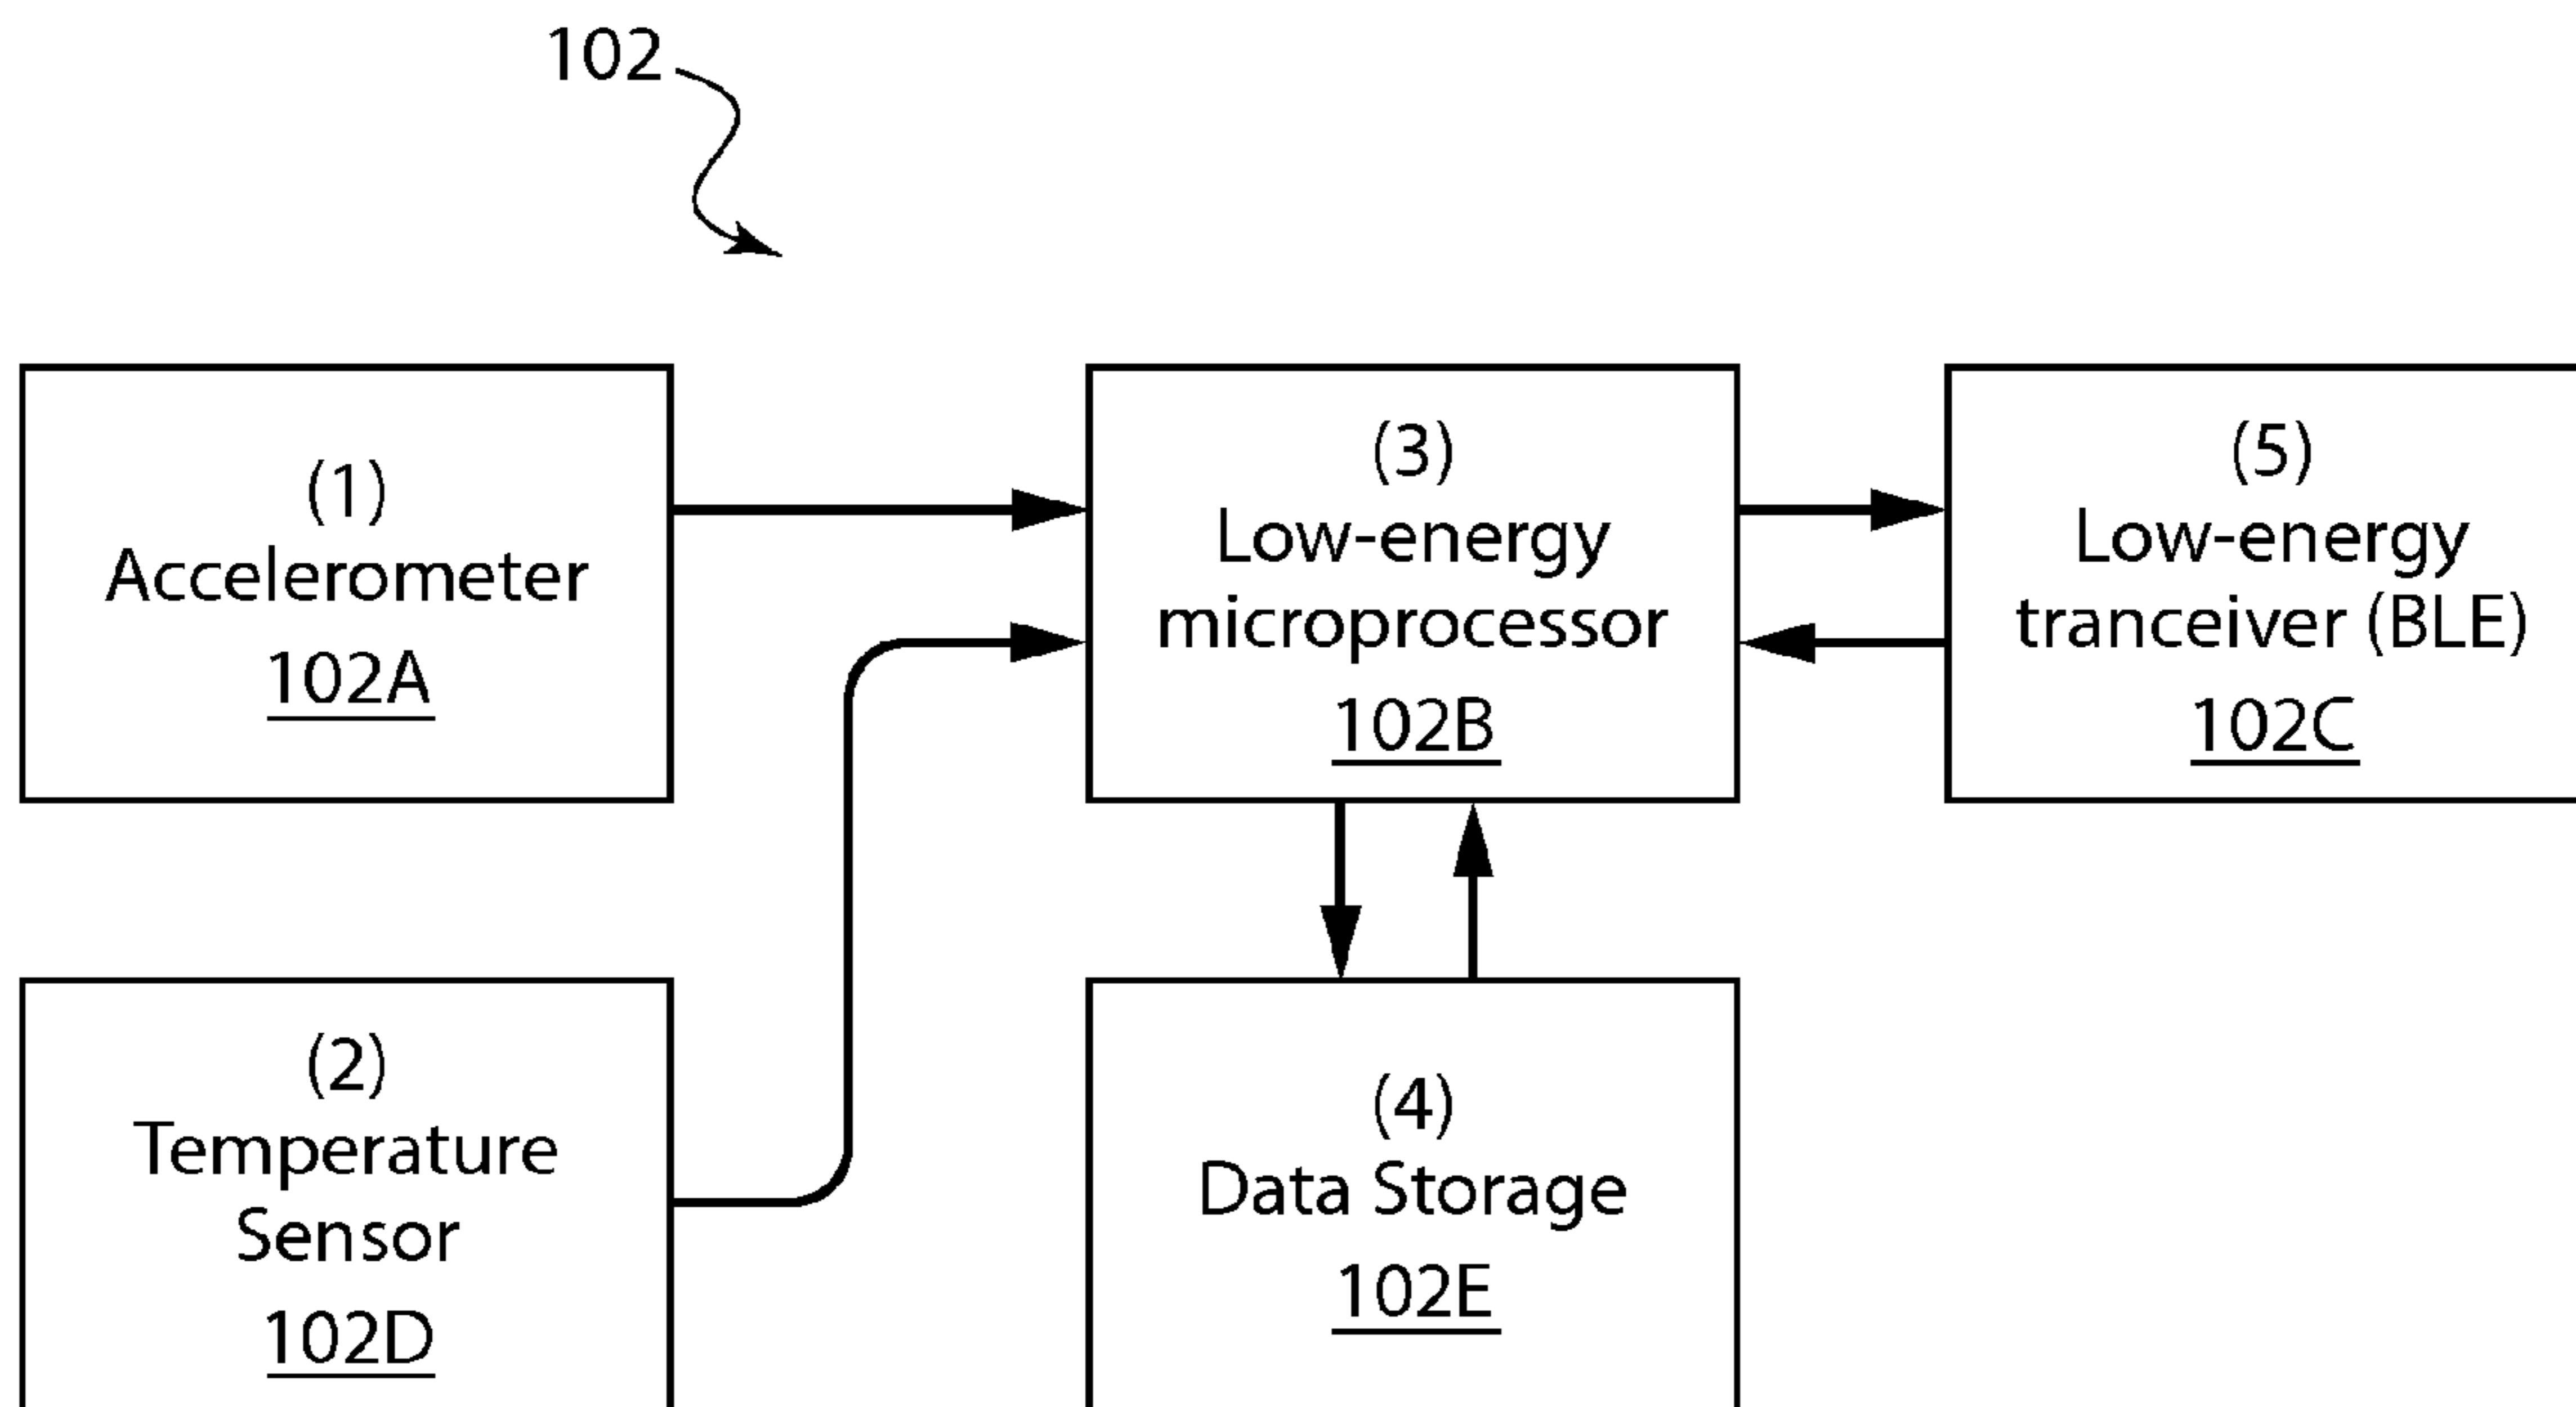 102
(1)
Accelerometer
102A
(3)
Low-energy
microprocessor
102B
(5)
Low-energy
tranceiver (BLE)
102C
(2)
Temperature
Sensor
102D
(4)
Data Storage
102E